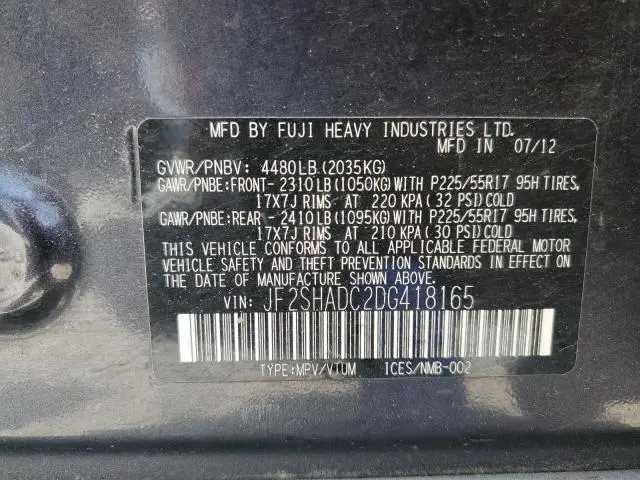 MFD BY FUJI HEAVY INDUSTRIES LTD.
MFD IN 07/12
GVWR/PNBV: 4480LB(2035KG)
GAWR/PNBE:FRONT- 2310LB(1050KG)WITH P225/55R17 95H TIRES,
17X7J RIMS AT 220 KPA( 32 PSI)COLD
GAWR/PNBE:REAR - 2410LB(1095KG)WITH P225/55R17 95H TIRES,
17X7J RIMS AT 210 KPA( 30 PSI)COLD
THIS VEHICLE CONFORMS TO ALL APPLICABLE FEDERAL MOTOR
VEHICLE SAFETY AND THEFT PREVENTION STANDARDS IN EFFECT ON
THE DATE OF MANUFACTURE SHOWN ABOVE.
VIN: JF2SHADC2DG418165
TYPE:MPV/VTUM ICES/NMB-002